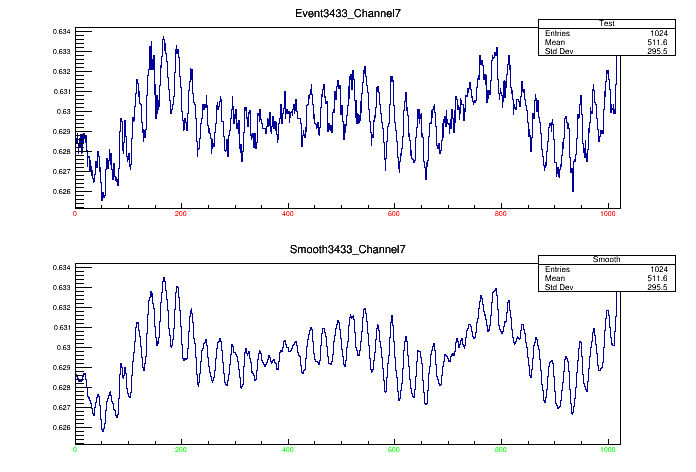 Event3433_Channel7
Test
Entries 1024
Mean 511.6
Std Dev 295.5
0.634
0.633
0.632
0.631
0.63
0.629
0.628
0.627
0.626
0 200 400 600 800 1000
Smooth3433_Channel7
Smooth
Entries 1024
Mean 511.6
Std Dev 295.5
0.634
0.633
0.632
0.631
0.63
0.629
0.628
0.627
0.626
0 200 400 600 800 1000